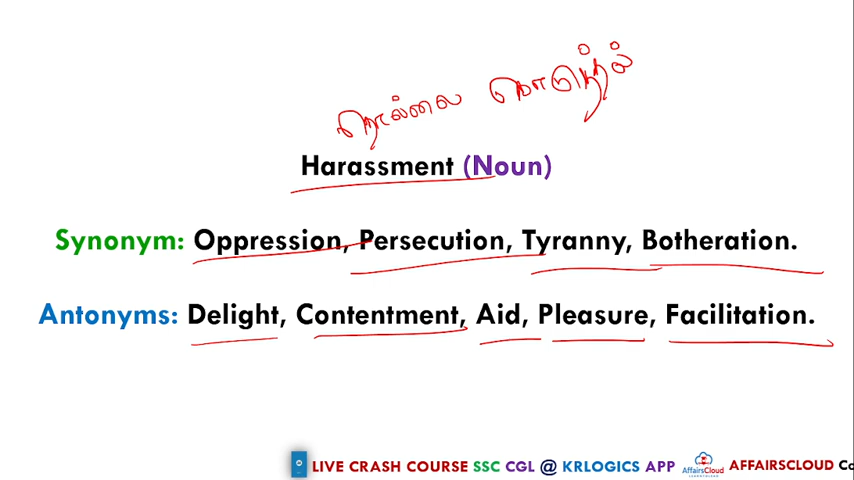 தொல்லை கொடுத்தல்
Harassment (Noun)
Synonym: Oppression, Persecution, Tyranny, Botheration.
Antonyms: Delight, Contentment, Aid, Pleasure, Facilitation.
LIVE CRASH COURSE SSC CGL @ KRLOGICS APP AffairsCloud AFFAIRSCLOUD Co